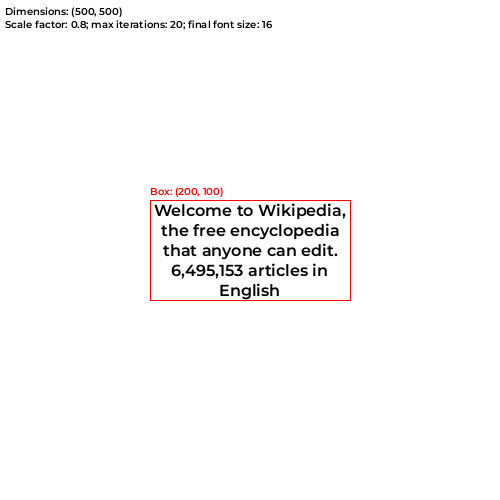 Dimensions: (500, 500)
Scale factor: 0.8; max iterations: 20; final font size: 16
Box: (200, 100)
Welcome to Wikipedia,
the free encyclopedia
that anyone can edit.
6,495,153 articles in
English